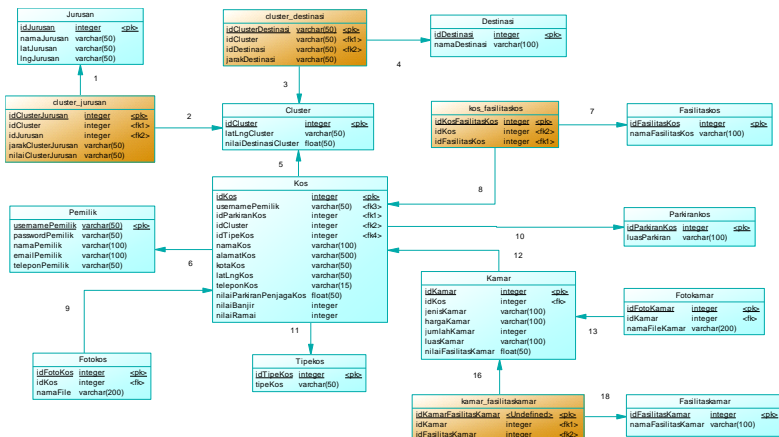 Jurusan
idJurusan integer <pk>
namaJurusan varchar(50)
latJurusan varchar(50)
lngJurusan varchar(50)
cluster_destinasi
idClusterDestinasi varchar(50) <pk>
idCluster varchar(50) <fk1>
idDestinasi varchar(50) <fk2>
jarakDestinasi varchar(50)
Destinasi
idDestinasi integer <pk>
namaDestinasi varchar(100)
1
3
4
cluster_jurusan
idClusterJurusan integer <pk>
idCluster integer <fk1>
idJurusan integer <fk2>
jarakClusterJurusan varchar(50)
nilaiClusterJurusan varchar(50)
2
Cluster
idCluster integer <pk>
latLngCluster varchar(50)
nilaiDestinasiCluster float(50)
kos_fasilitaskos
idKosFasilitasKos integer <pk>
idKos integer <fk2>
idFasilitasKos integer <fk1>
7
Fasilitaskos
idFasilitasKos integer <pk>
namaFasilitasKos varchar(100)
5
8
Kos
idKos integer <pk>
usernamePemilik varchar(50) <fk3>
idParkiranKos integer <fk1>
idCluster integer <fk2>
idTipeKos integer <fk4>
namaKos varchar(100)
alamatKos varchar(500)
kotaKos varchar(50)
latLngKos varchar(50)
teleponKos varchar(15)
nilaiParkiranPenjagaKos float(50)
nilaiBanjir integer
nilaiRamai integer
Pemilik
usernamePemilik varchar(50) <pk>
passwordPemilik varchar(50)
namaPemilik varchar(100)
emailPemilik varchar(100)
teleponPemilik varchar(50)
6
Parkirankos
idParkiranKos integer <pk>
luasParkiran varchar(100)
10
12
9
11
Kamar
idKamar integer <pk>
idKos integer <fk>
jenisKamar varchar(100)
hargaKamar varchar(100)
jumlahKamar integer
luasKamar varchar(100)
nilaiFasilitasKamar float(50)
Fotokamar
idFotoKamar integer <pk>
idKamar integer <fk>
namaFileKamar varchar(200)
13
Fotokos
idFotoKos integer <pk>
idKos integer <fk>
namaFile varchar(200)
Tipekos
idTipeKos integer <pk>
tipeKos varchar(50)
16
kamar_fasilitaskamar
idKamarFasilitasKamar <Undefined> <pk>
idKamar integer <fk1>
idFasilitasKamar integer <fk2>
18
Fasilitaskamar
idFasilitasKamar integer <pk>
namaFasilitasKamar varchar(100)